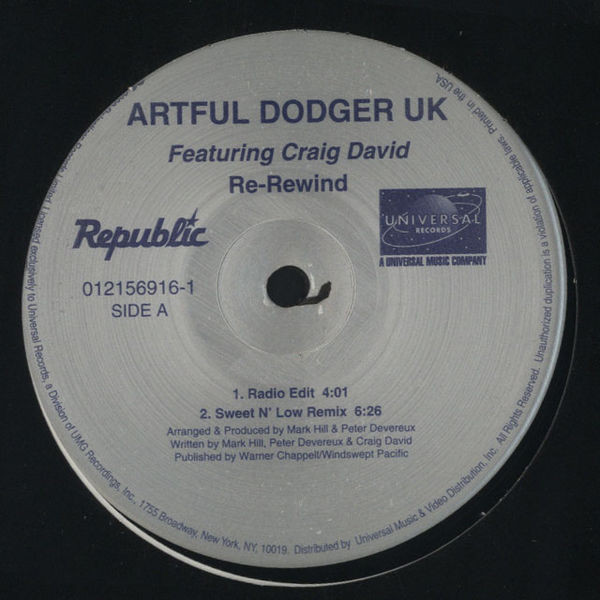 ARTFUL DODGER UK
Featuring Craig David
Re-Rewind
Republic
UNIVERSAL
RECORDS
A UNIVERSAL MUSIC COMPANY
012156916-1
SIDE A
1. Radio Edit 4:01
2. Sweet N' Low Remix 6:26
Arranged & Produced by Mark Hill & Peter Devereux
Written by Mark Hill, Peter Devereux & Craig David
Published by Warner Chappell/Windswept Pacific
Limited. Licensed exclusively to Universal Records, a Division of UMG Recordings, Inc., 1755 Broadway, New York, NY, 10019. Distributed by Universal Music & Video Distribution, Inc. All Rights Reserved. Unauthorized duplication is a violation of applicable laws. Printed in the USA